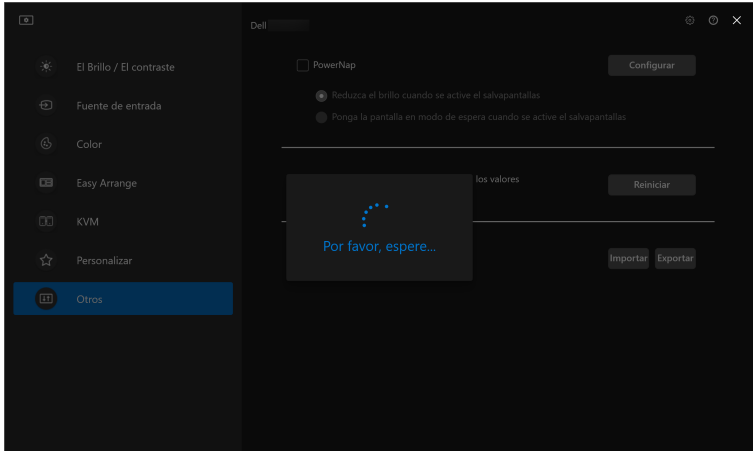 Dell
El Brillo / El contraste
Fuente de entrada
Color
Easy Arrange
KVM
Personalizar
Otros
PowerNap
Configurar
Reduzca el brillo cuando se active el salvapantallas
Ponga la pantalla en modo de espera cuando se active el salvapantallas
los valores
Reiniciar
Por favor, espere...
Importar
Exportar